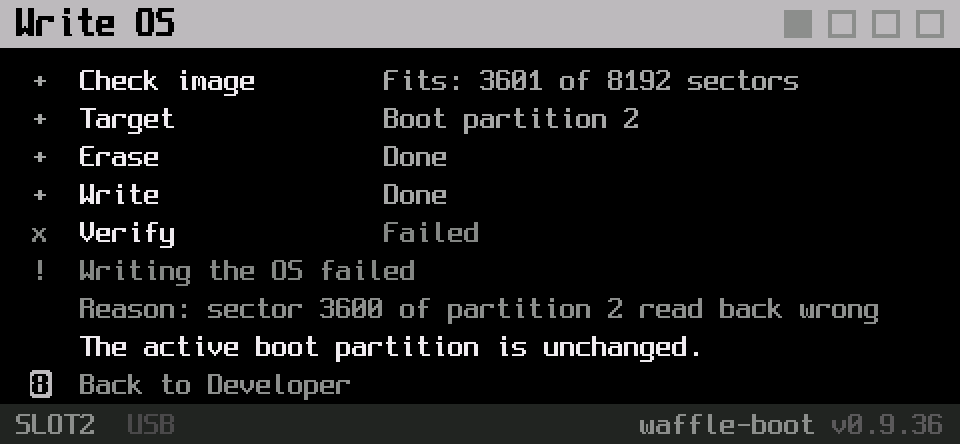 Write OS
+ Check image Fits: 3601 of 8192 sectors
+ Target Boot partition 2
+ Erase Done
+ Write Done
x Verify Failed
! Writing the OS failed
Reason: sector 3600 of partition 2 read back wrong
The active boot partition is unchanged.
8 Back to Developer
SLOT2 USB waffle-boot v0.9.36